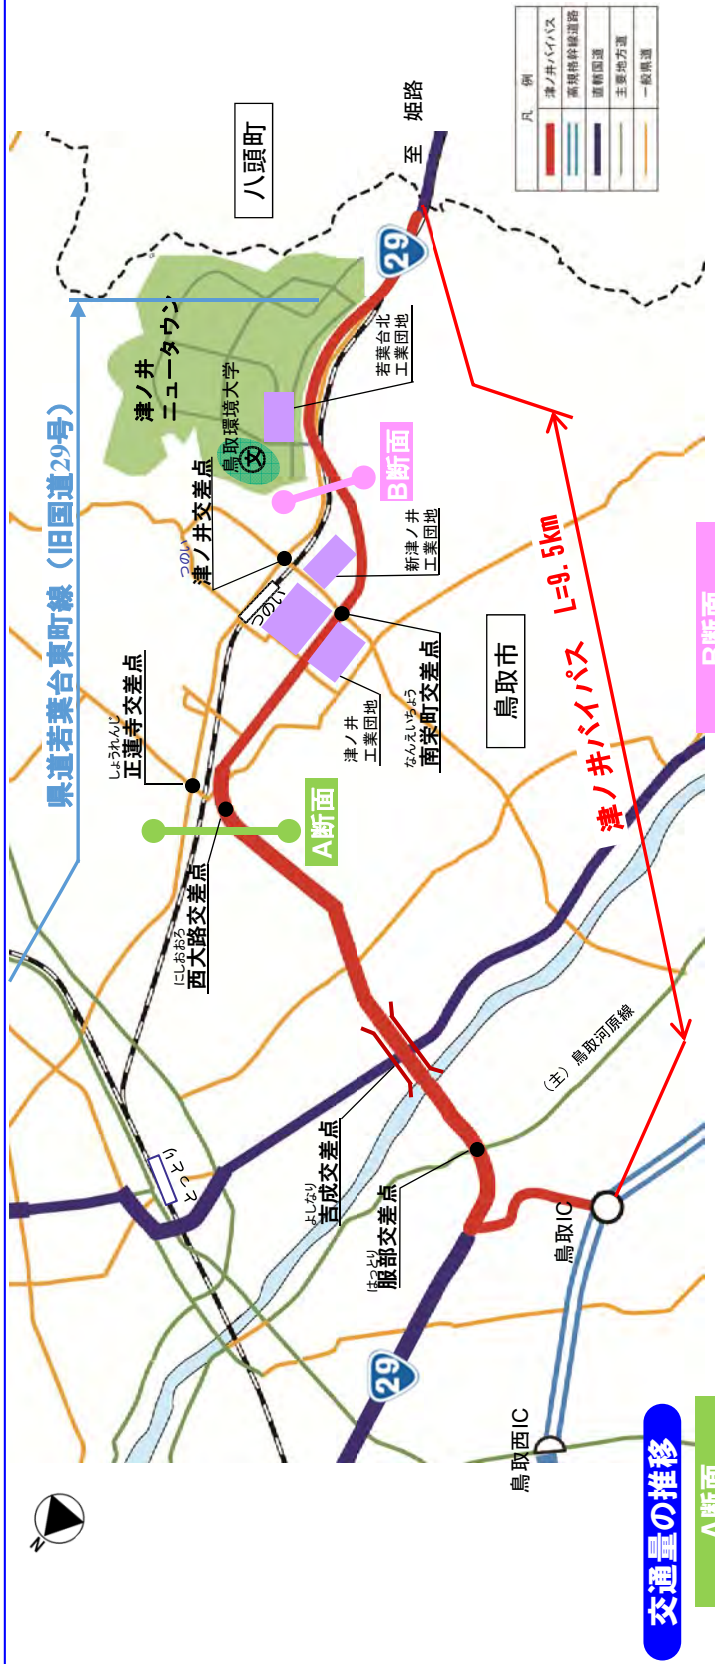 県道若葉台東町線（旧国道29号）
八頭町
至 姫路
凡 例
津ノ井バイパス
高規格幹線道路
直轄国道
主要地方道
一般県道
29
津ノ井
ニュータウン
鳥取環境大学
文
若葉台北
工業団地
B断面
つのい
津ノ井交差点
新津ノ井
工業団地
つのい
しょうれんじ
正蓮寺交差点
津ノ井
工業団地
なんえいちょう
南栄町交差点
鳥取市
津ノ井バイパス L=9.5km
A断面
にしおおろ
西大路交差点
（主）鳥取河原線
とっとり
よしなり
吉成交差点
はっとり
服部交差点
鳥取IC
29
鳥取西IC
N
交通量の推移
A断面
B断面